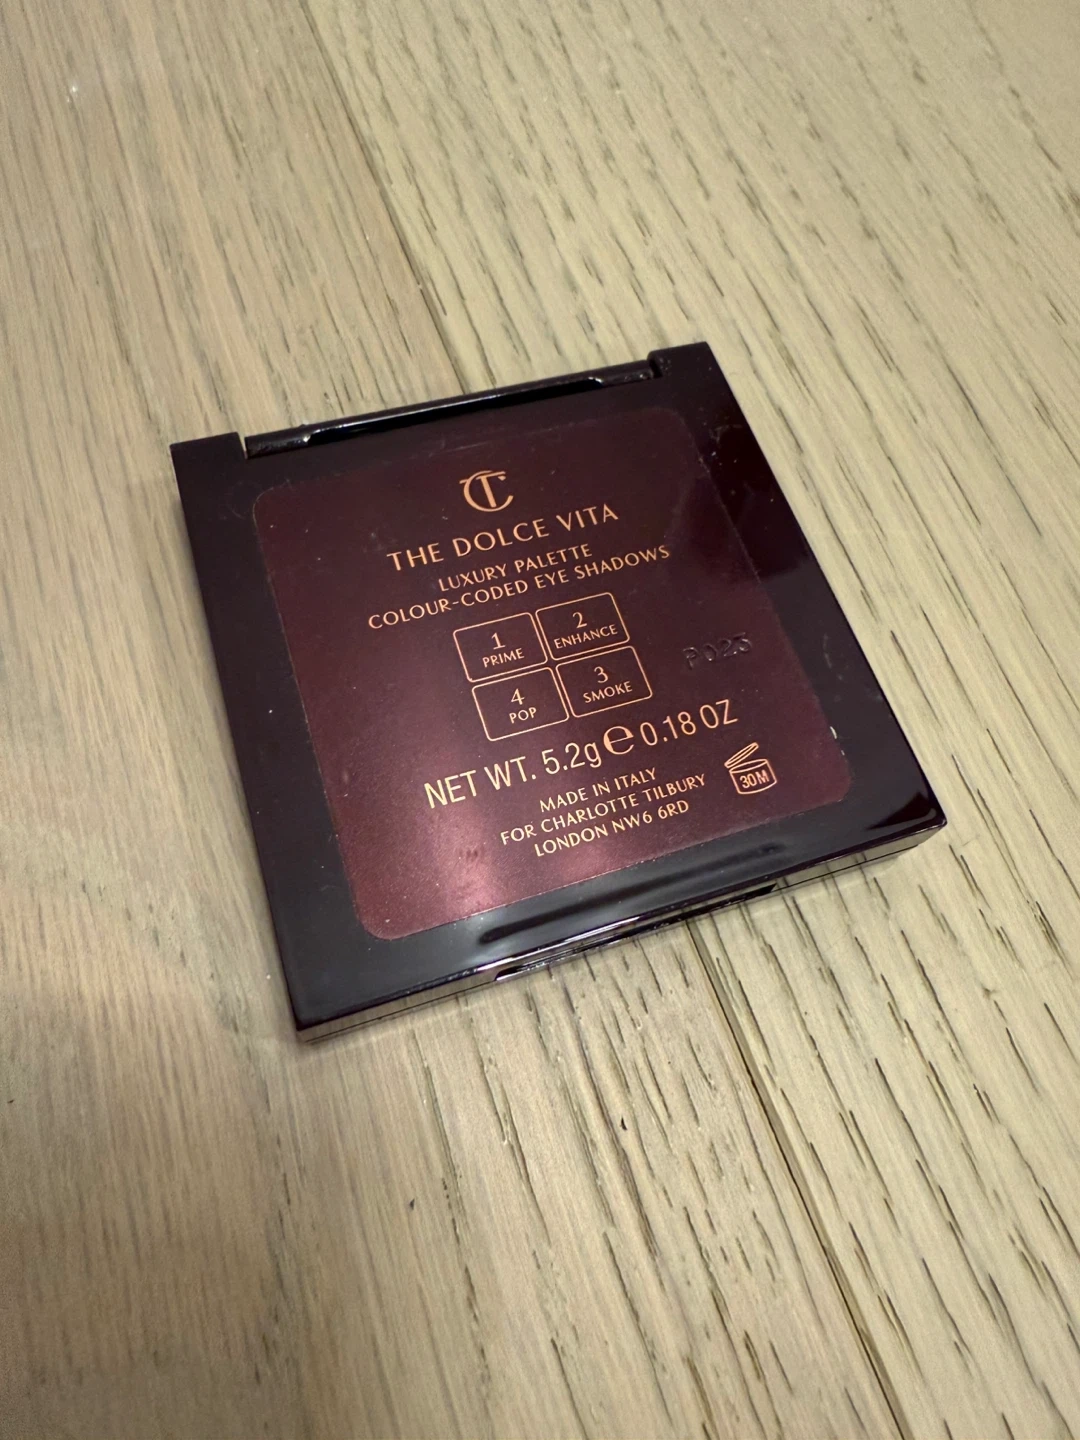 CT
THE DOLCE VITA
LUXURY PALETTE
COLOUR-CODED EYE SHADOWS
1 PRIME
2 ENHANCE
4 POP
3 SMOKE
P023
NET WT. 5.2g e 0.18 OZ
MADE IN ITALY
FOR CHARLOTTE TILBURY
LONDON NW6 6RD
30M